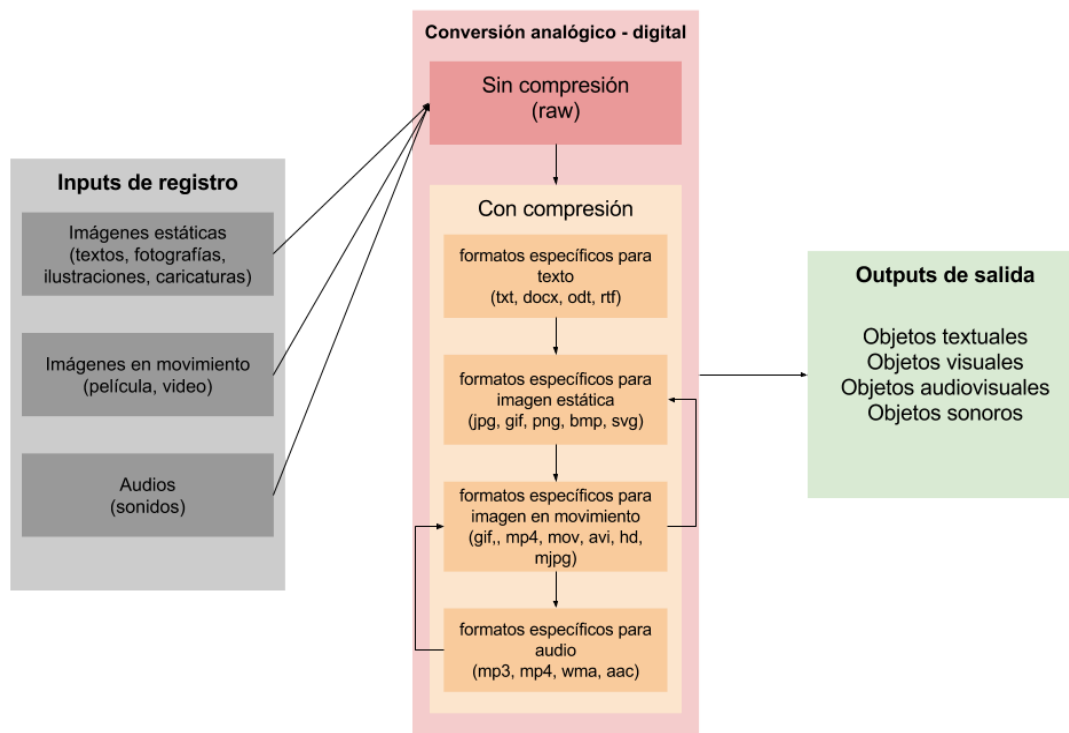 Conversión analógico - digital
Sin compresión
(raw)
Inputs de registro
Imágenes estáticas
(textos, fotografías,
ilustraciones, caricaturas)
Imágenes en movimiento
(película, video)
Audios
(sonidos)
Con compresión
formatos específicos para
texto
(txt, docx, odt, rtf)
formatos específicos para
imagen estática
(jpg, gif, png, bmp, svg)
formatos específicos para
imagen en movimiento
(gif,, mp4, mov, avi, hd,
mjpg)
formatos específicos para
audio
(mp3, mp4, wma, aac)
Outputs de salida
Objetos textuales
Objetos visuales
Objetos audiovisuales
Objetos sonoros